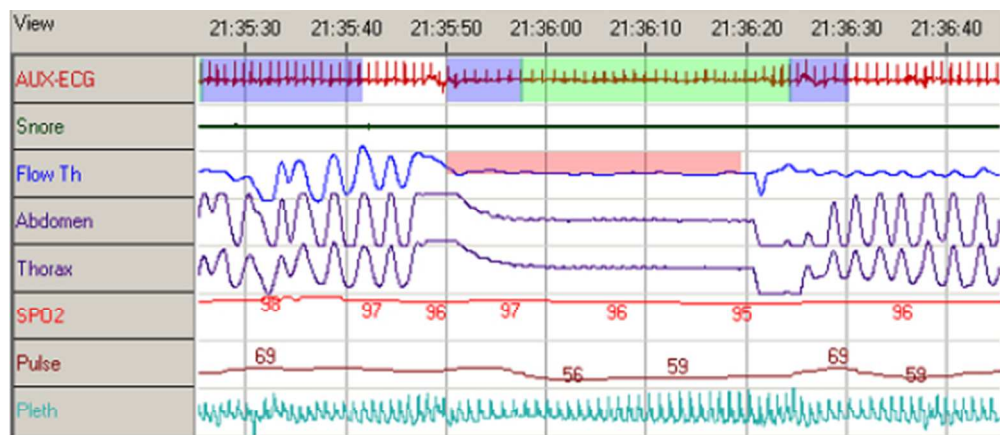 View 21:35:30 21:35:40 21:35:50 21:36:00 21:36:10 21:36:20 21:36:30 21:36:40
AUX-ECG
Snore
Flow Th
Abdomen
Thorax
SPO2 98 97 96 97 96 95 96
Pulse 69 56 59 69 59
Pleth